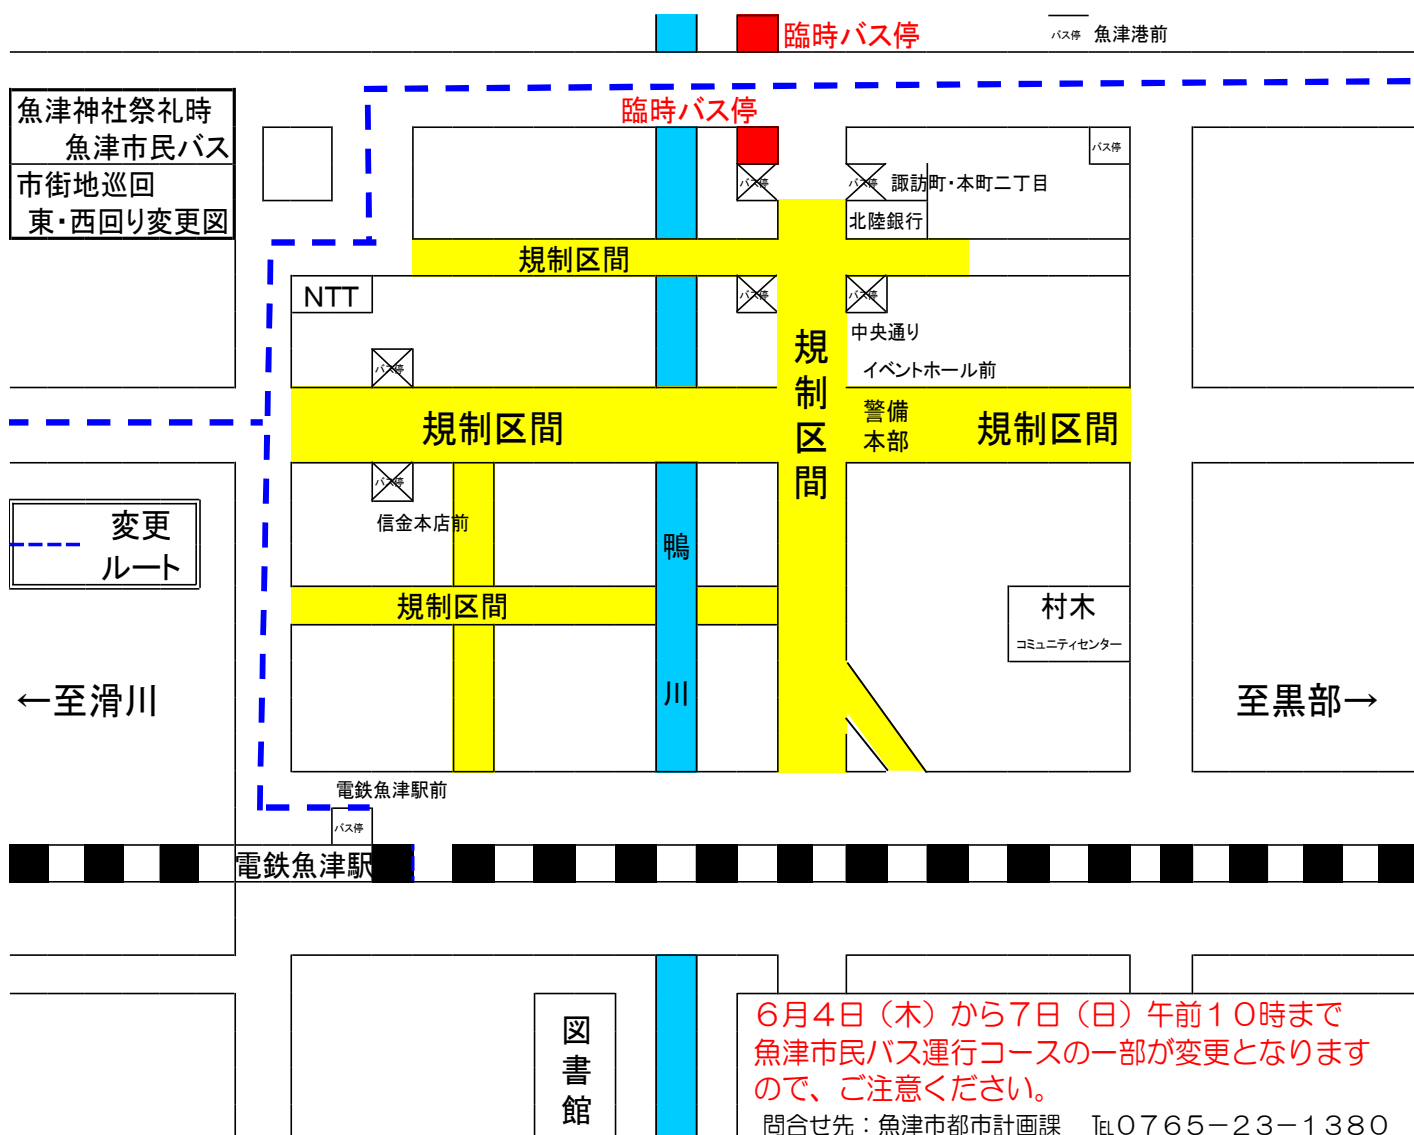 臨時バス停
バス停 魚津港前
魚津神社祭礼時
魚津市民バス
市街地巡回
東・西回り変更図
臨時バス停
バス停
バス停
バス停
諏訪町・本町二丁目
北陸銀行
規制区間
NTT
バス停
バス停
中央通り
イベントホール前
規制区間
バス停
規制区間
警備
本部
規制区間
バス停
信金本店前
変更
ルート
鴨川
規制区間
村木
コミュニティセンター
←至滑川
至黒部→
電鉄魚津駅前
バス停
電鉄魚津駅
図書館
6月4日（木）から7日（日）午前10時まで
魚津市民バス運行コースの一部が変更となります
ので、ご注意ください。
問合せ先：魚津市都市計画課 ℡0765－23－1380